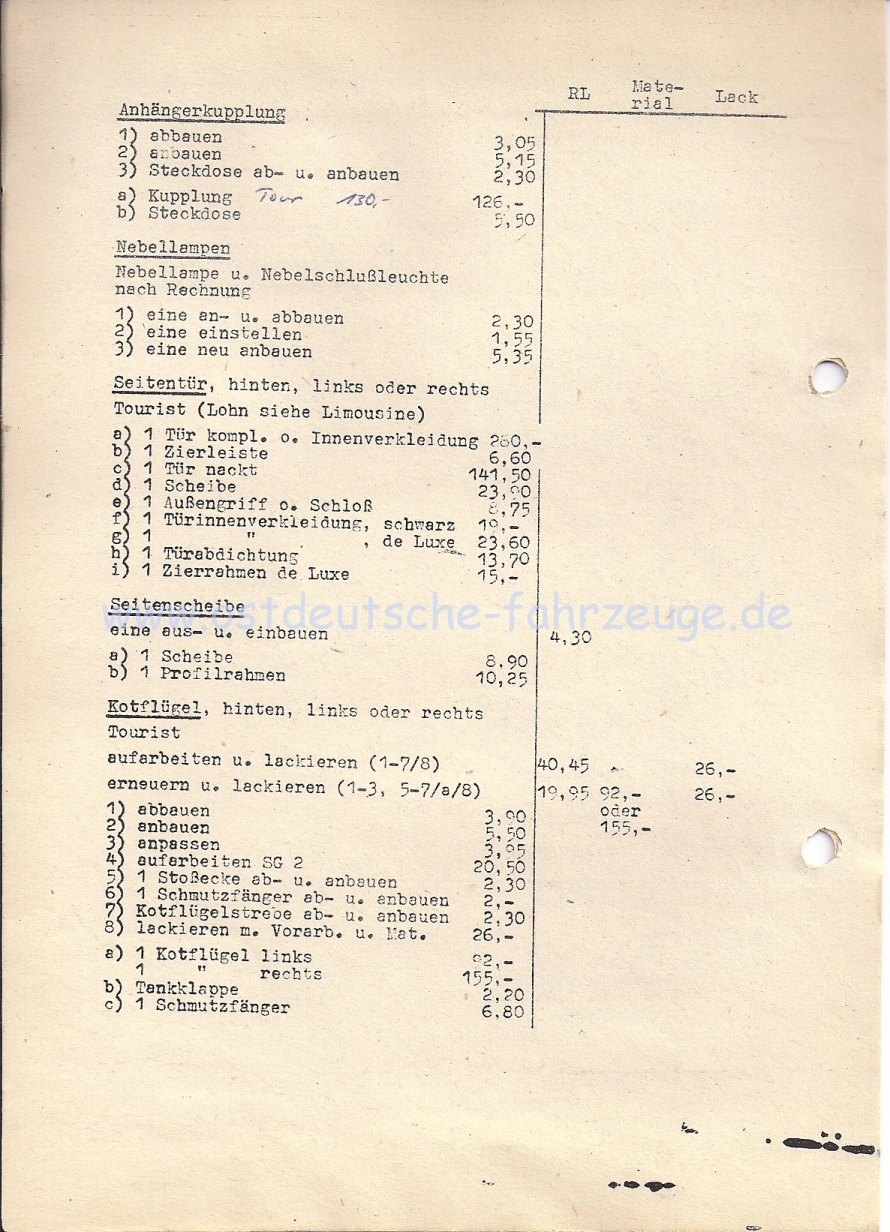 RL Mate- Lack
rial
Anhängerkupplung
1) abbauen 3,05
2) anbauen 5,15
3) Steckdose ab- u. anbauen 2,30
a) Kupplung Tour 130,- 126,-
b) Steckdose 5,50
Nebellampen
Nebellampe u. Nebelschlußleuchte
nach Rechnung
1) eine an- u. abbauen 2,30
2) eine einstellen 1,55
3) eine neu anbauen 5,35
Seitentür, hinten, links oder rechts
Tourist (Lohn siehe Limousine)
a) 1 Tür kompl. o. Innenverkleidung 280,-
b) 1 Zierleiste 6,60
c) 1 Tür nackt 141,50
d) 1 Scheibe 23,90
e) 1 Außengriff o. Schloß 8,75
f) 1 Türinnenverkleidung, schwarz 19,-
g) 1 " , de Luxe 23,60
h) 1 Türabdichtung 13,70
i) 1 Zierrahmen de Luxe 15,-
Seitenscheibe
www.ostdeutsche-fahrzeuge.de
eine aus- u. einbauen 4,30
a) 1 Scheibe 8,90
b) 1 Profilrahmen 10,25
Kotflügel, hinten, links oder rechts
Tourist
aufarbeiten u. lackieren (1-7/8) 40,45 26,-
erneuern u. lackieren (1-3, 5-7/a/8) 19,95 92,- 26,-
oder
155,-
1) abbauen 3,90
2) anbauen 5,50
3) anpassen 3,95
4) aufarbeiten SG 2 20,50
5) 1 Stoßecke ab- u. anbauen 2,30
6) 1 Schmutzfänger ab- u. anbauen 2,-
7) Kotflügelstrebe ab- u. anbauen 2,30
8) lackieren m. Vorarb. u. Mat. 26,-
a) 1 Kotflügel links 92,-
1 " rechts 155,-
b) Tankklappe 2,20
c) 1 Schmutzfänger 6,80